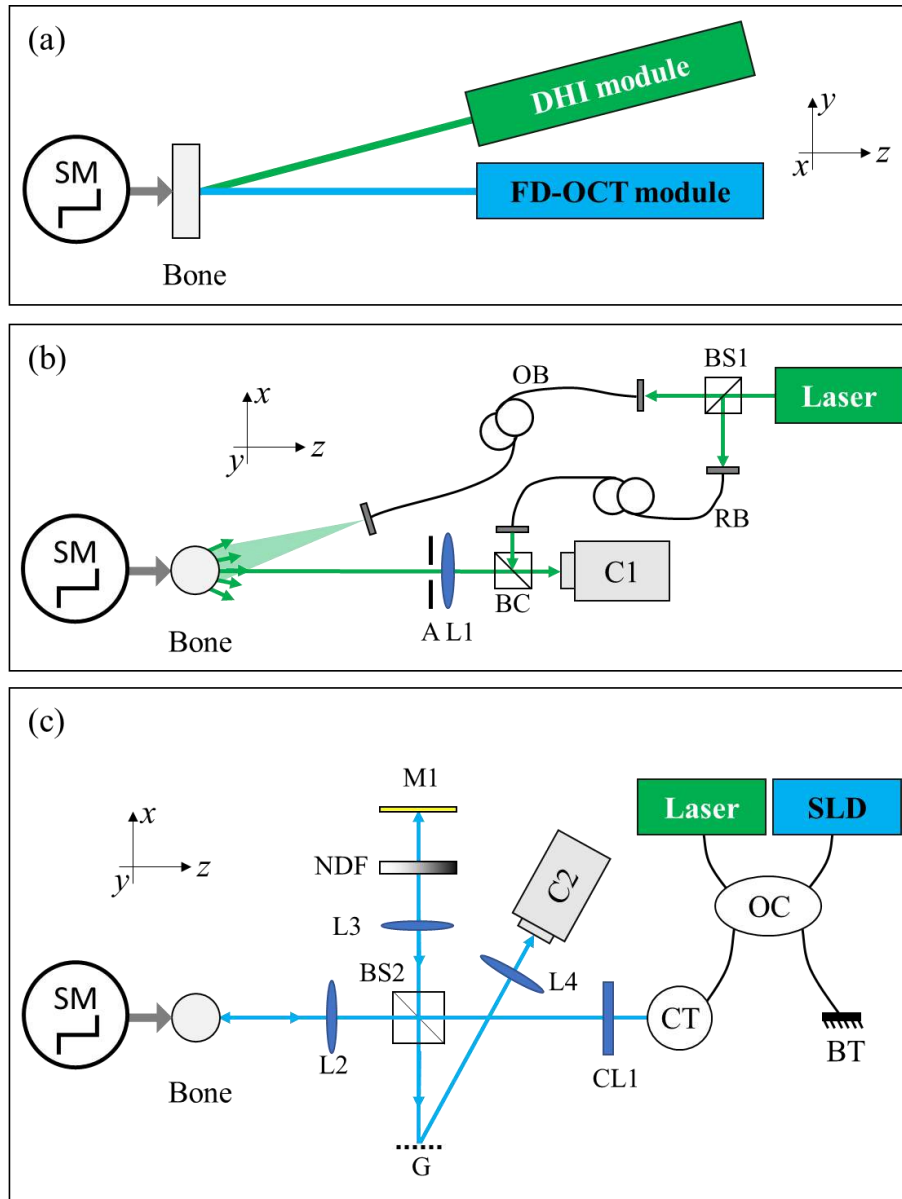 (a)
DHI module
y
x
z
SM
FD-OCT module
Bone
(b)
BS1
OB
Laser
x
y
z
RB
SM
C1
BC
A L1
Bone
(c)
M1
Laser
SLD
x
y
z
NDF
C2
OC
L3
BS2
L4
SM
CT
L2
CL1
BT
Bone
G